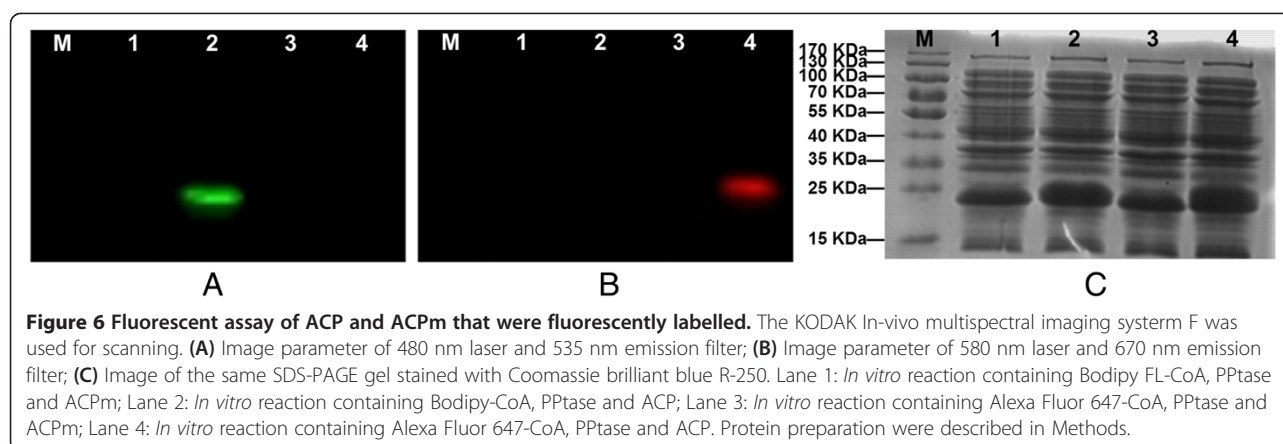 M 1 2 3 4
M 1 2 3 4
M 1 2 3 4
170 KDa
130 KDa
100 KDa
70 KDa
55 KDa
40 KDa
35 KDa
25 KDa
15 KDa
A B C
Figure 6 Fluorescent assay of ACP and ACPm that were fluorescently labelled. The KODAK In-vivo multispectral imaging systerm F was
used for scanning. (A) Image parameter of 480 nm laser and 535 nm emission filter; (B) Image parameter of 580 nm laser and 670 nm emission
filter; (C) Image of the same SDS-PAGE gel stained with Coomassie brilliant blue R-250. Lane 1: In vitro reaction containing Bodipy FL-CoA, PPtase
and ACPm; Lane 2: In vitro reaction containing Bodipy-CoA, PPtase and ACP; Lane 3: In vitro reaction containing Alexa Fluor 647-CoA, PPtase and
ACPm; Lane 4: In vitro reaction containing Alexa Fluor 647-CoA, PPtase and ACP. Protein preparation were described in Methods.